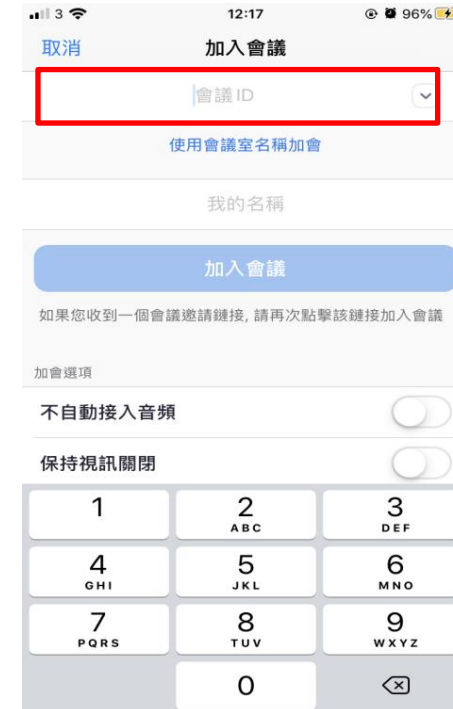 3 12:17 96%
取消 加入會議
會議 ID
使用會議室名稱加會
我的名稱
加入會議
如果您收到一個會議邀請鏈接, 請再次點擊該鏈接加入會議
加會選項
不自動接入音頻
保持視訊關閉
1 2 3
ABC DEF
4 5 6
GHI JKL MNO
7 8 9
PQRS TUV WXYZ
0